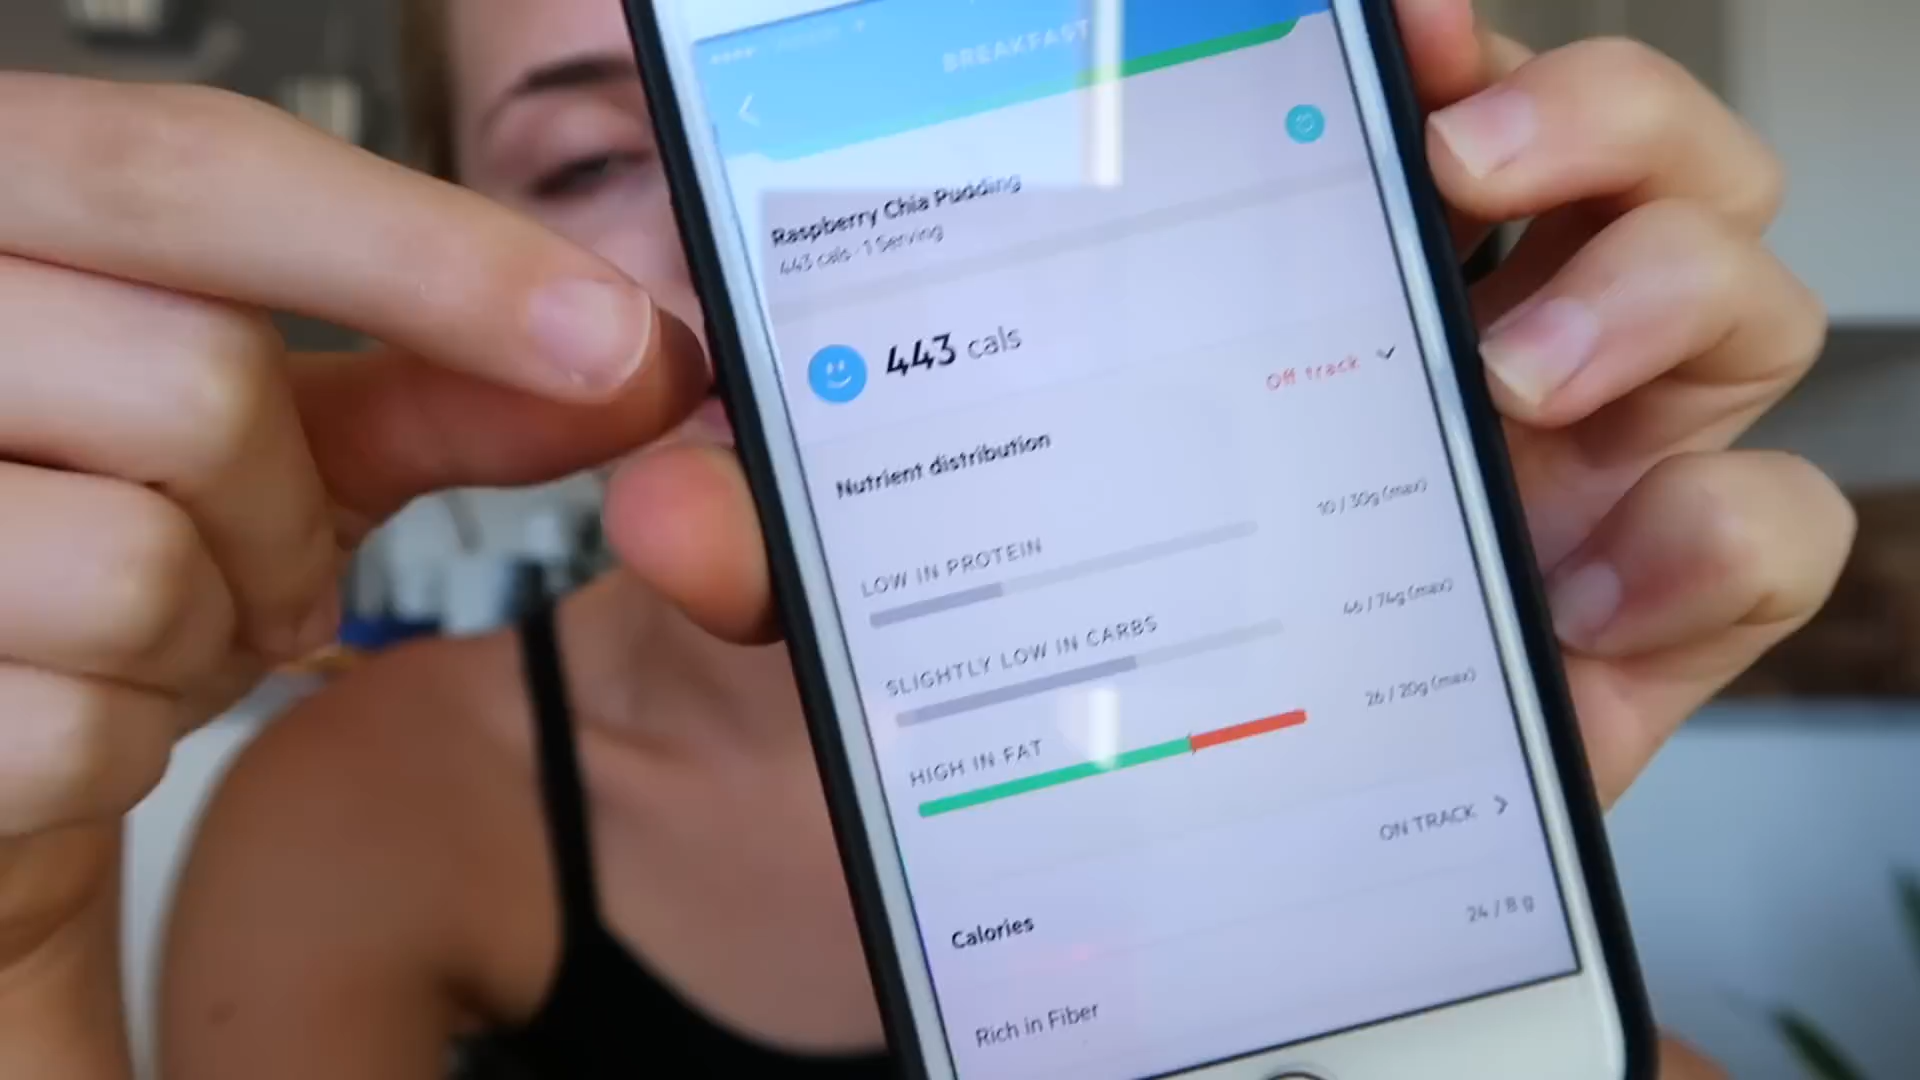 BREAKFAST
Raspberry Chia Pudding
443 cals · 1 Serving
443 cals
Nutrient distribution
Off track
LOW IN PROTEIN
10 / 30g (max)
SLIGHTLY LOW IN CARBS
46 / 74g (max)
HIGH IN FAT
26 / 20g (max)
Calories
ON TRACK
Rich in Fiber
24 / 8 g